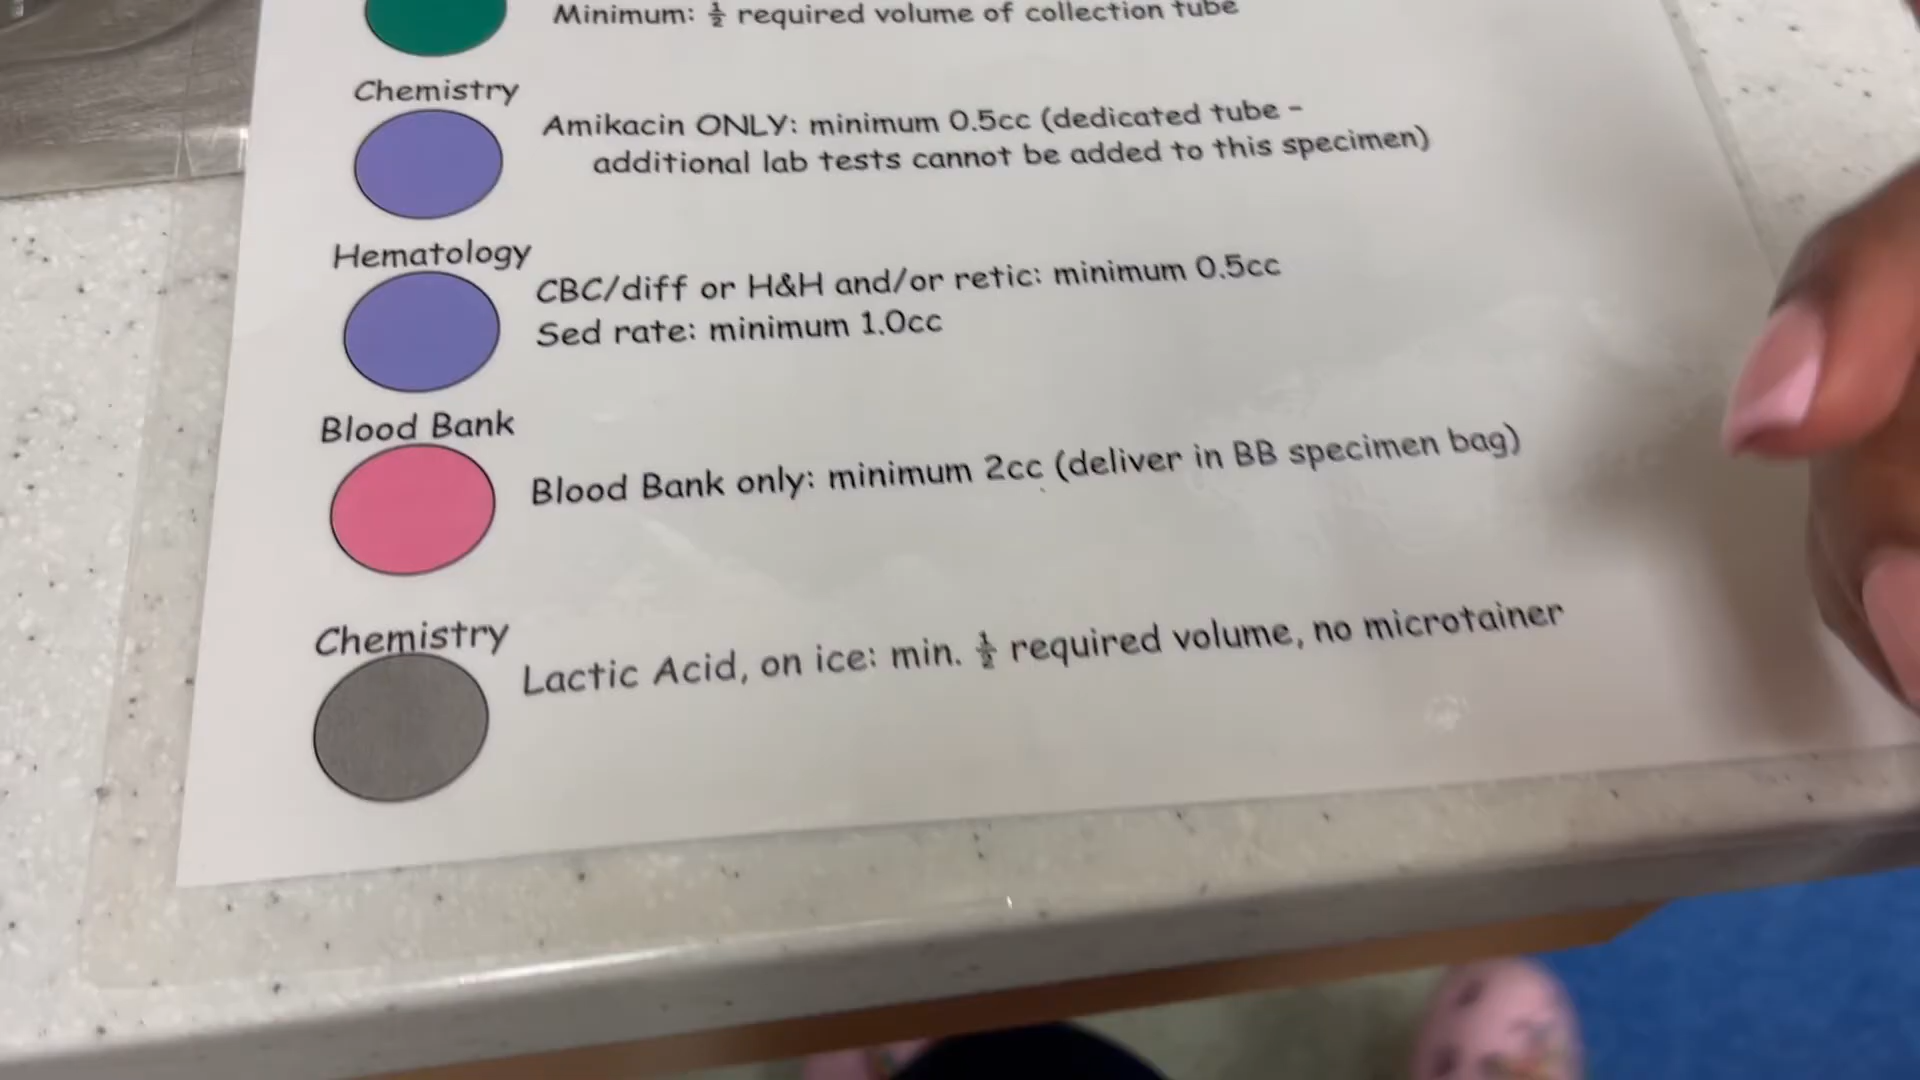 Minimum: ½ required volume of collection tube
Chemistry
Amikacin ONLY: minimum 0.5cc (dedicated tube -
additional lab tests cannot be added to this specimen)
Hematology
CBC/diff or H&H and/or retic: minimum 0.5cc
Sed rate: minimum 1.0cc
Blood Bank
Blood Bank only: minimum 2cc (deliver in BB specimen bag)
Chemistry
Lactic Acid, on ice: min. ½ required volume, no microtainer